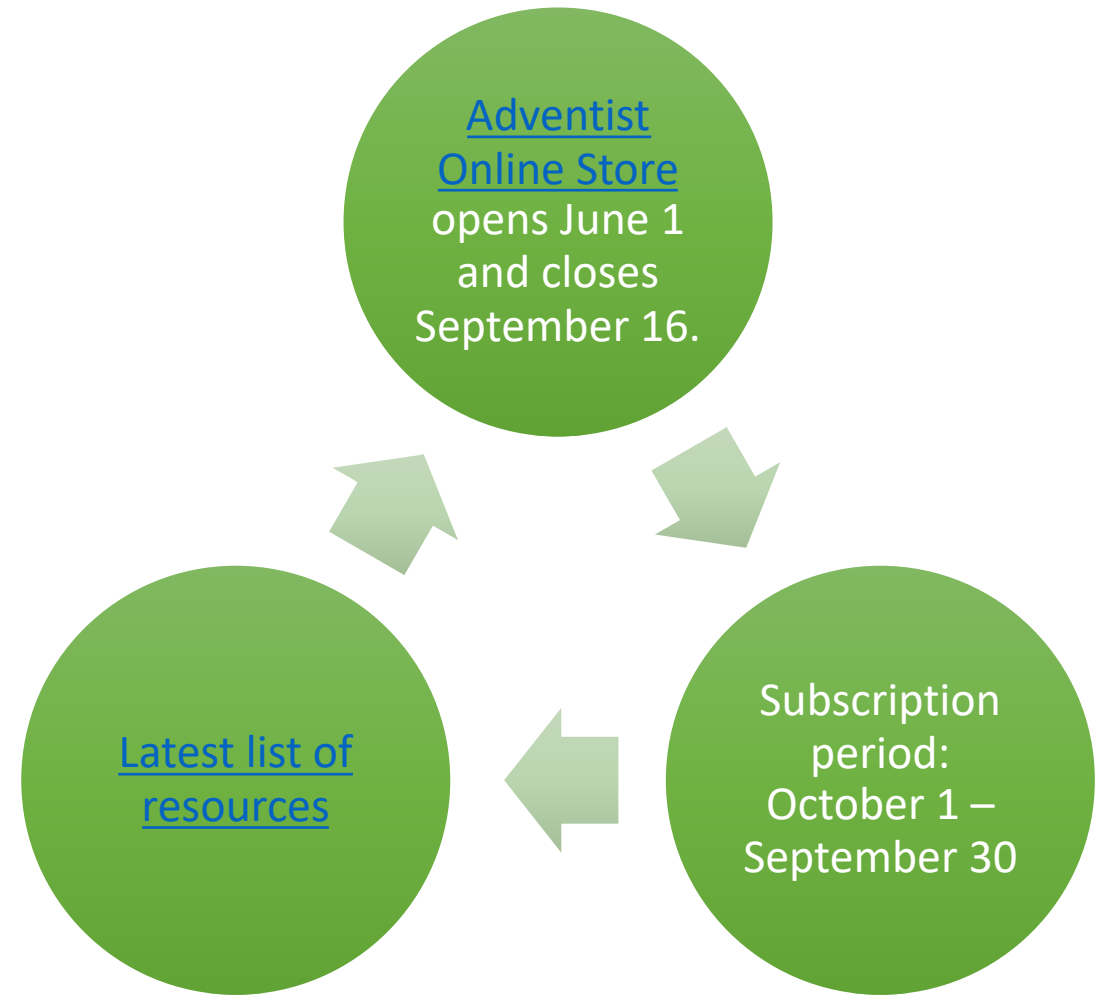 Adventist
Online Store
opens June 1
and closes
September 16.
Subscription
period:
October 1 –
September 30
Latest list of
resources